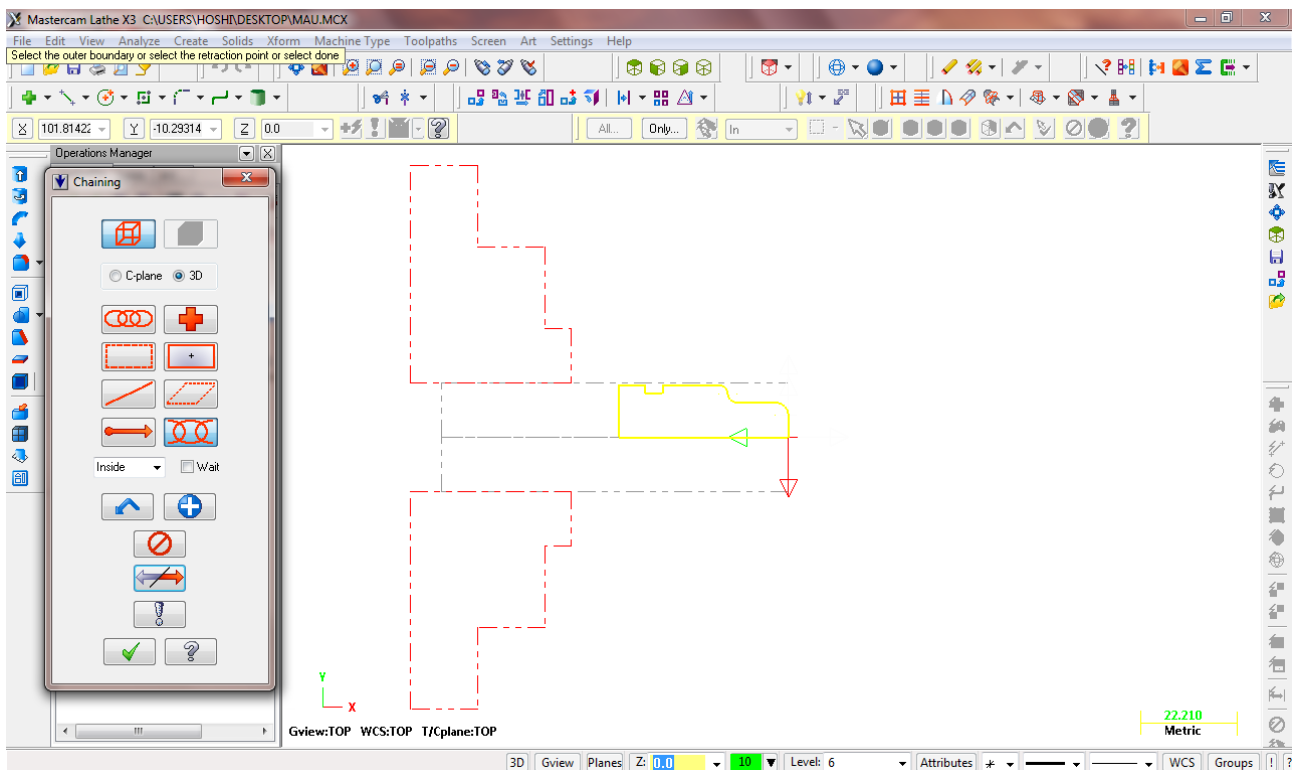 Mastercam Lathe X3 C:\USERS\HOSHI\DESKTOP\MAU.MCX
File Edit View Analyze Create Solids Xform Machine Type Toolpaths Screen Art Settings Help
Select the outer boundary or select the retraction point or select done
X 101.81422 Y -10.29314 Z 0.0 All... Only... In
Operations Manager
Chaining
C-plane 3D
Inside Wait
Y
X
Gview:TOP WCS:TOP T/Cplane:TOP
22.210
Metric
3D Gview Planes Z: 0.0 10 Level: 6 Attributes WCS Groups ! ?